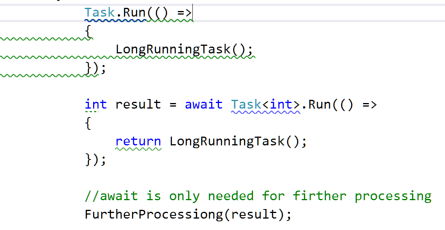 Task.Run(() =>
{
LongRunningTask();
});
int result = await Task<int>.Run(() =>
{
return LongRunningTask();
});
//await is only needed for firther processing
FurtherProcessiong(result);